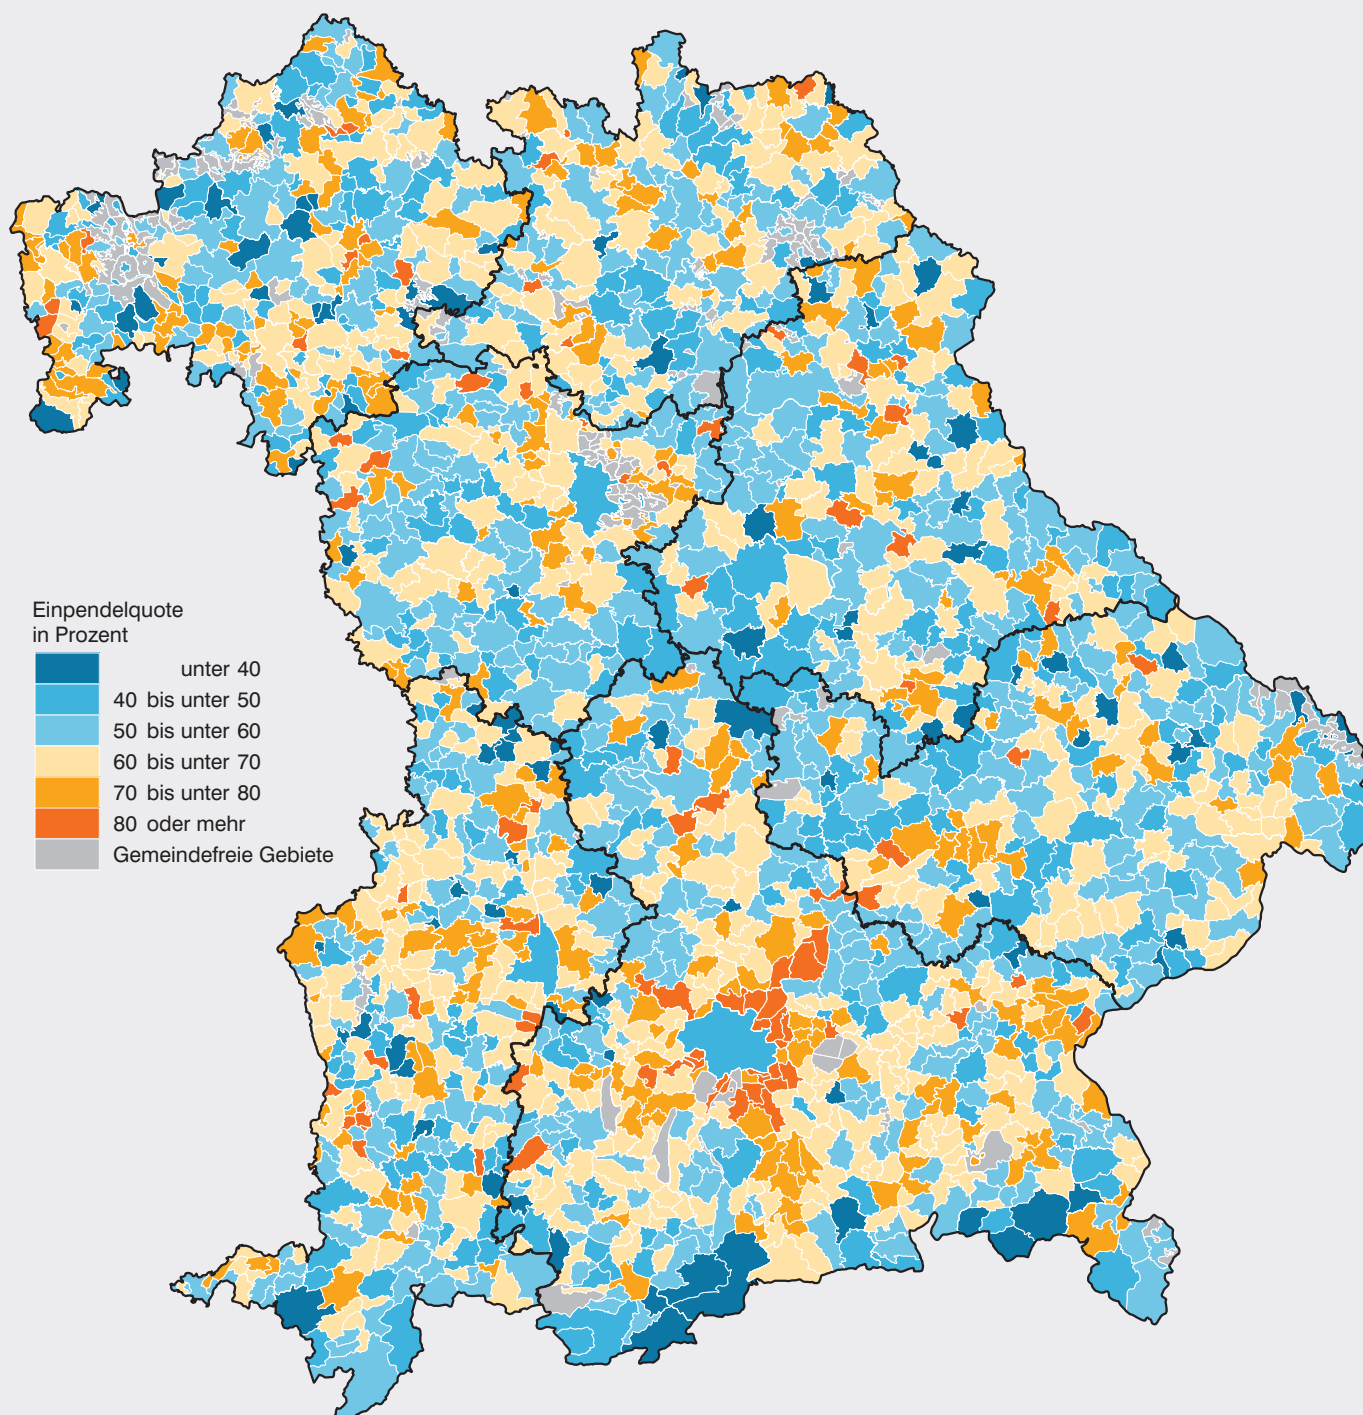 Einpendelquote
in Prozent
unter 40
40 bis unter 50
50 bis unter 60
60 bis unter 70
70 bis unter 80
80 oder mehr
Gemeindefreie Gebiete